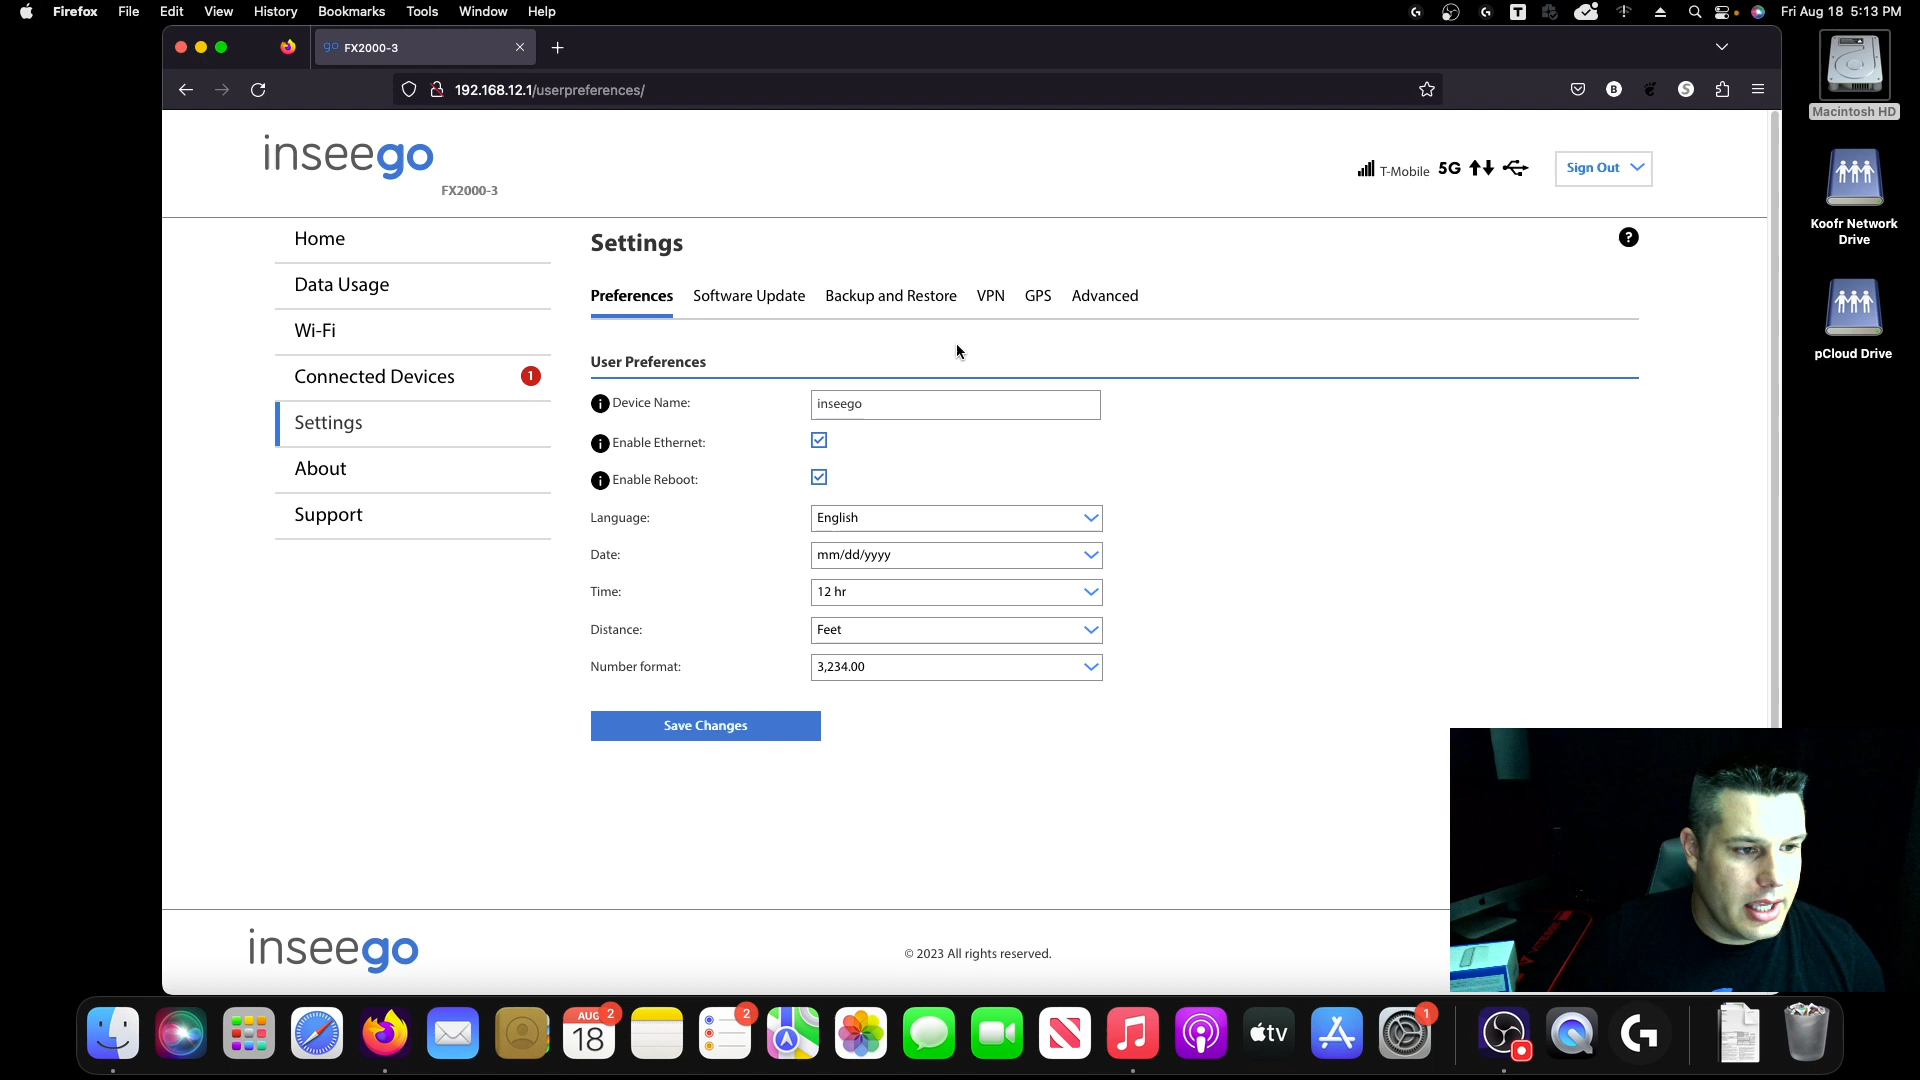 Firefox File Edit View History Bookmarks Tools Window Help
Fri Aug 18 5:13 PM
go FX2000-3
192.168.12.1/userpreferences/
Macintosh HD
Koofr Network
Drive
pCloud Drive
inseego
FX2000-3
T-Mobile 5G
Sign Out
Home
Data Usage
Wi-Fi
Connected Devices 1
Settings
About
Support
Settings
?
Preferences Software Update Backup and Restore VPN GPS Advanced
User Preferences
i Device Name: inseego
i Enable Ethernet:
i Enable Reboot:
Language: English
Date: mm/dd/yyyy
Time: 12 hr
Distance: Feet
Number format: 3,234.00
Save Changes
inseego
© 2023 All rights reserved.
AUG 2
18
2
tv
1